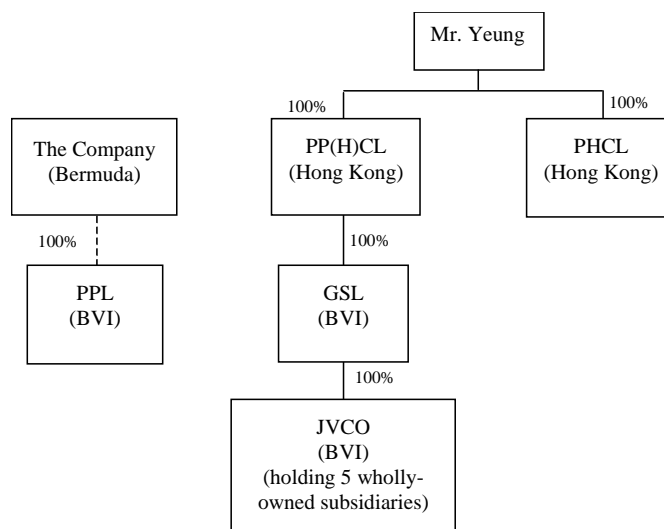 Mr. Yeung
100%
100%
The Company
(Bermuda)
PP(H)CL
(Hong Kong)
PHCL
(Hong Kong)
100%
100%
PPL
(BVI)
GSL
(BVI)
100%
JVCO
(BVI)
(holding 5 wholly-
owned subsidiaries)